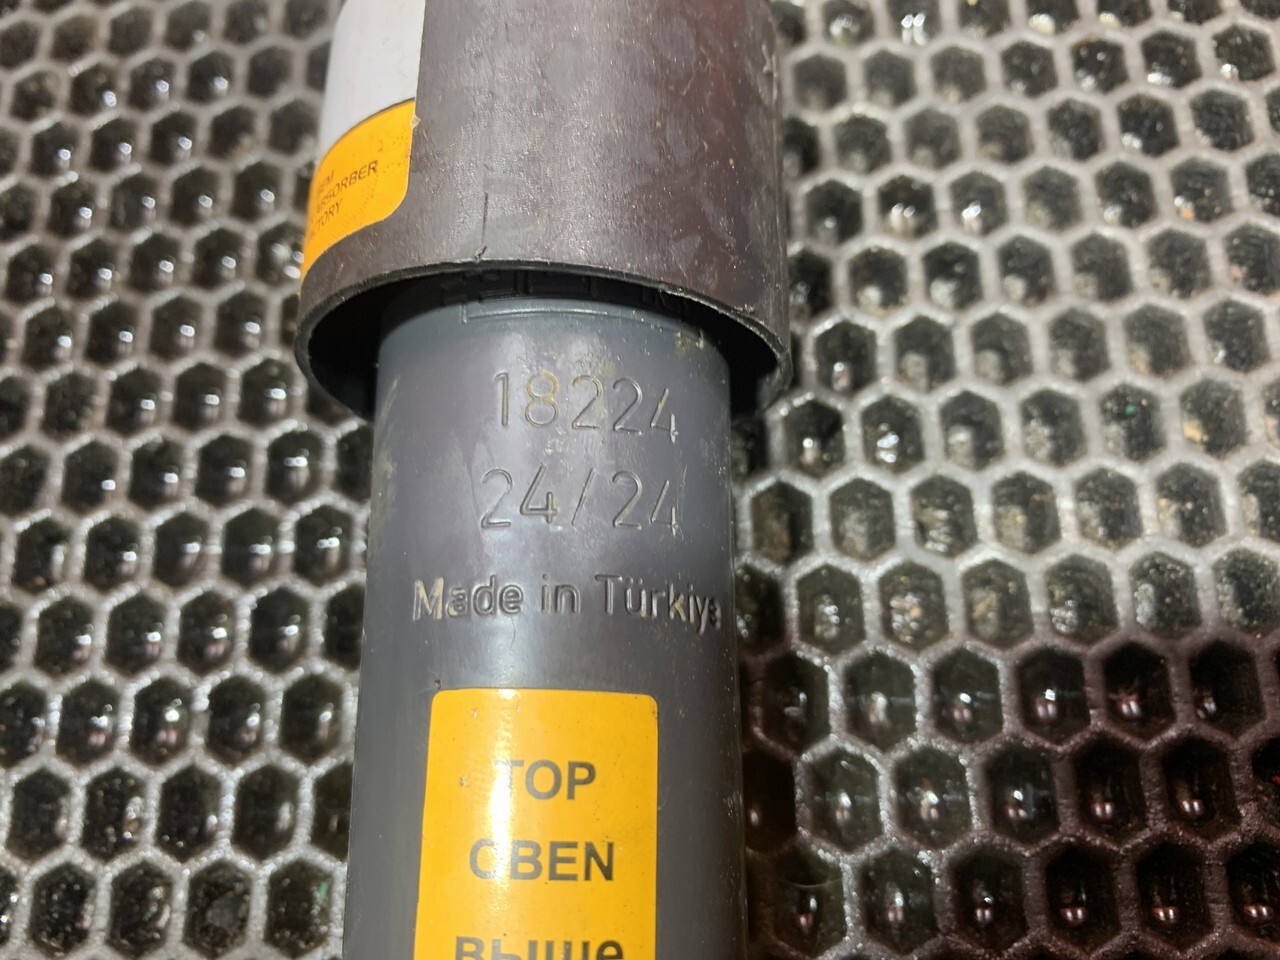 ABSORBER
18224
24/24
Made in Türkiye
TOP
OBEN
выше